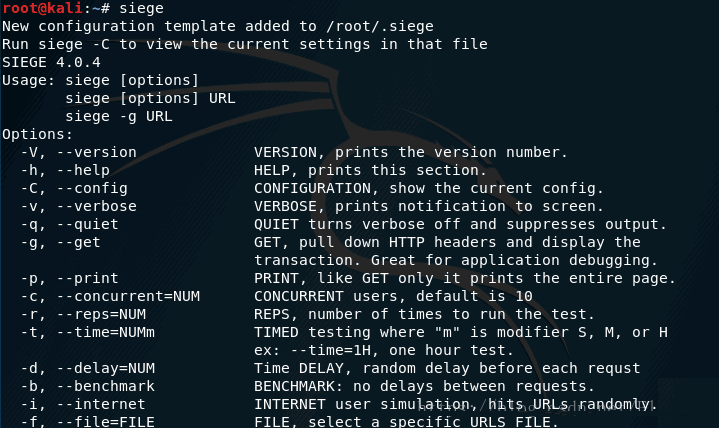 root@kali:~# siege
New configuration template added to /root/.siege
Run siege -C to view the current settings in that file
SIEGE 4.0.4
Usage: siege [options]
       siege [options] URL
       siege -g URL
Options:
  -V, --version             VERSION, prints the version number.
  -h, --help                HELP, prints this section.
  -C, --config              CONFIGURATION, show the current config.
  -v, --verbose             VERBOSE, prints notification to screen.
  -q, --quiet               QUIET turns verbose off and suppresses output.
  -g, --get                 GET, pull down HTTP headers and display the
                            transaction. Great for application debugging.
  -p, --print               PRINT, like GET only it prints the entire page.
  -c, --concurrent=NUM      CONCURRENT users, default is 10
  -r, --reps=NUM            REPS, number of times to run the test.
  -t, --time=NUMm           TIMED testing where "m" is modifier S, M, or H
                            ex: --time=1H, one hour test.
  -d, --delay=NUM           Time DELAY, random delay before each requst
  -b, --benchmark           BENCHMARK: no delays between requests.
  -i, --internet            INTERNET user simulation, hits URLs randomly.
  -f, --file=FILE           FILE, select a specific URLS FILE.